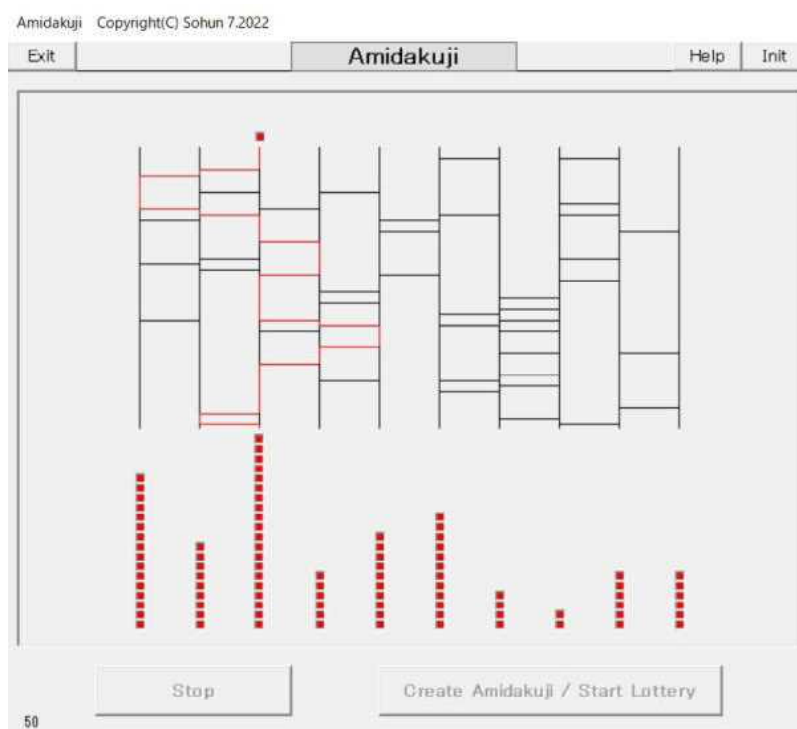 Amidakuji Copyright(C) Sohun 7.2022
Exit Amidakuji Help Init
Stop Create Amidakuji / Start Lottery
50